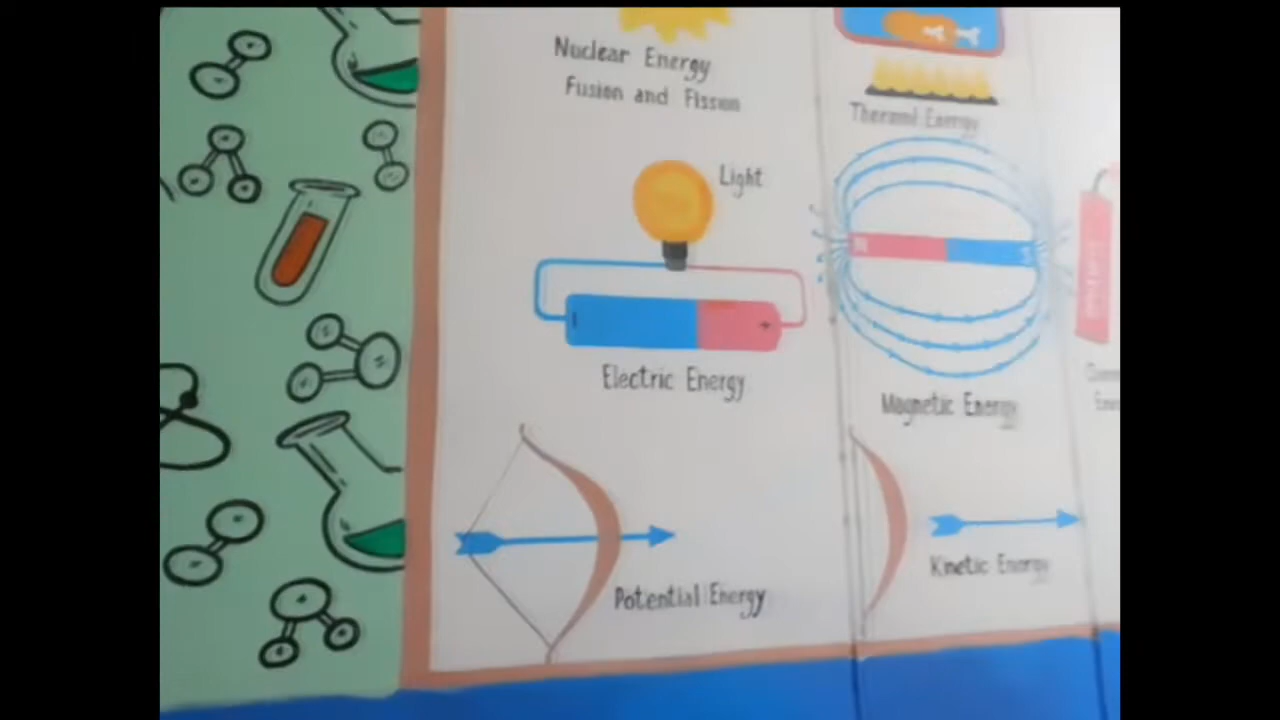 Nuclear Energy
Fusion and Fission
Thermal Energy
Light
- +
Electric Energy
Magnetic Energy
Potential Energy
Kinetic Energy